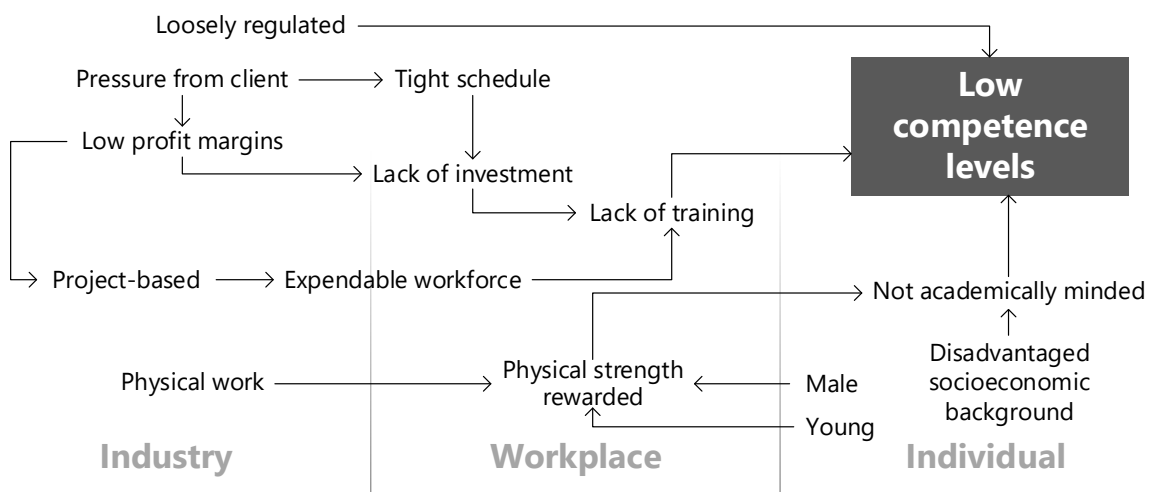 Loosely regulated
Pressure from client
Tight schedule
Low
competence
levels
Low profit margins
Lack of investment
Lack of training
Project-based
Expendable workforce
Not academically minded
Disadvantaged
socioeconomic
background
Physical work
Physical strength
rewarded
Male
Young
Industry
Workplace
Individual